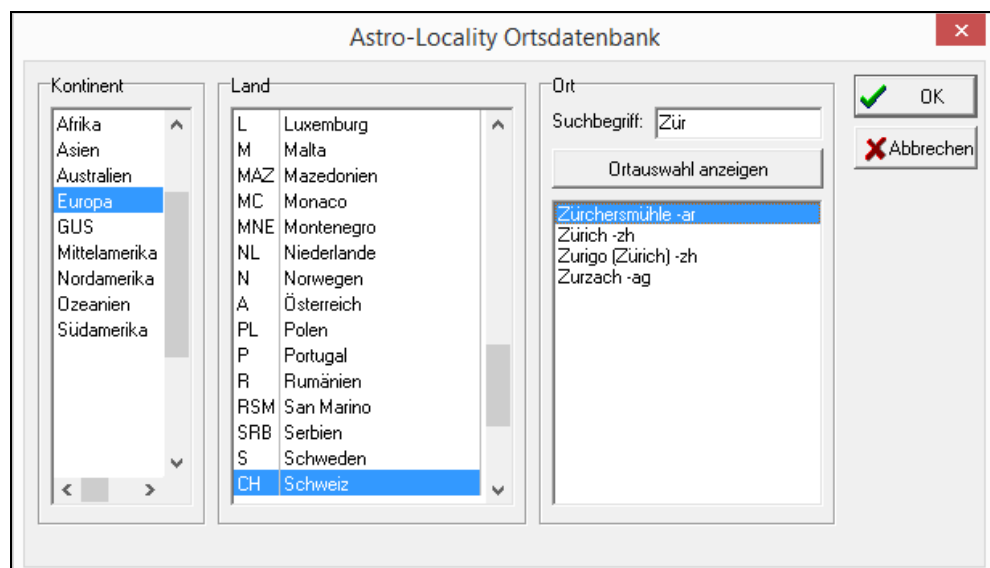 Astro-Locality Ortsdatenbank
Kontinent
Afrika
Asien
Australien
Europa
GUS
Mittelamerika
Nordamerika
Ozeanien
Südamerika
Land
L Luxemburg
M Malta
MAZ Mazedonien
MC Monaco
MNE Montenegro
NL Niederlande
N Norwegen
A Österreich
PL Polen
P Portugal
R Rumänien
RSM San Marino
SRB Serbien
S Schweden
CH Schweiz
Ort
Suchbegriff: Zür
Ortauswahl anzeigen
Zürchersmühle -ar
Zürich -zh
Zurigo (Zürich) -zh
Zurzach -ag
OK
Abbrechen